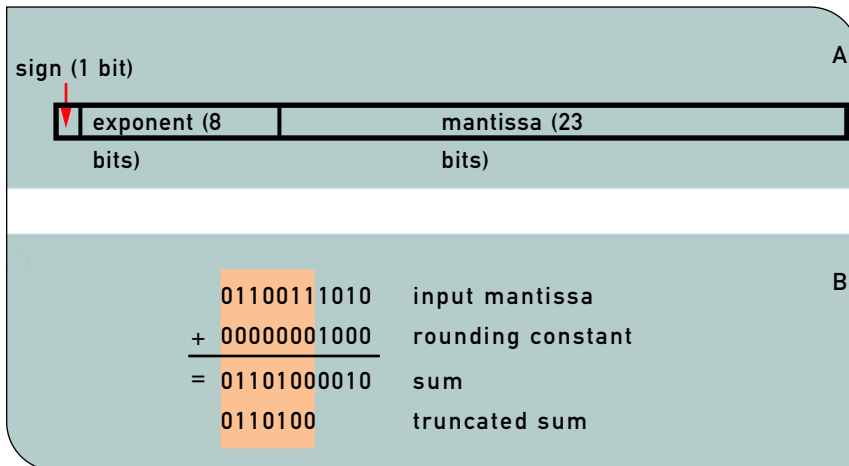 A
sign (1 bit)
exponent (8 mantissa (23
bits) bits)
B
01100111010 input mantissa
+ 00000001000 rounding constant
= 01101000010 sum
0110100 truncated sum